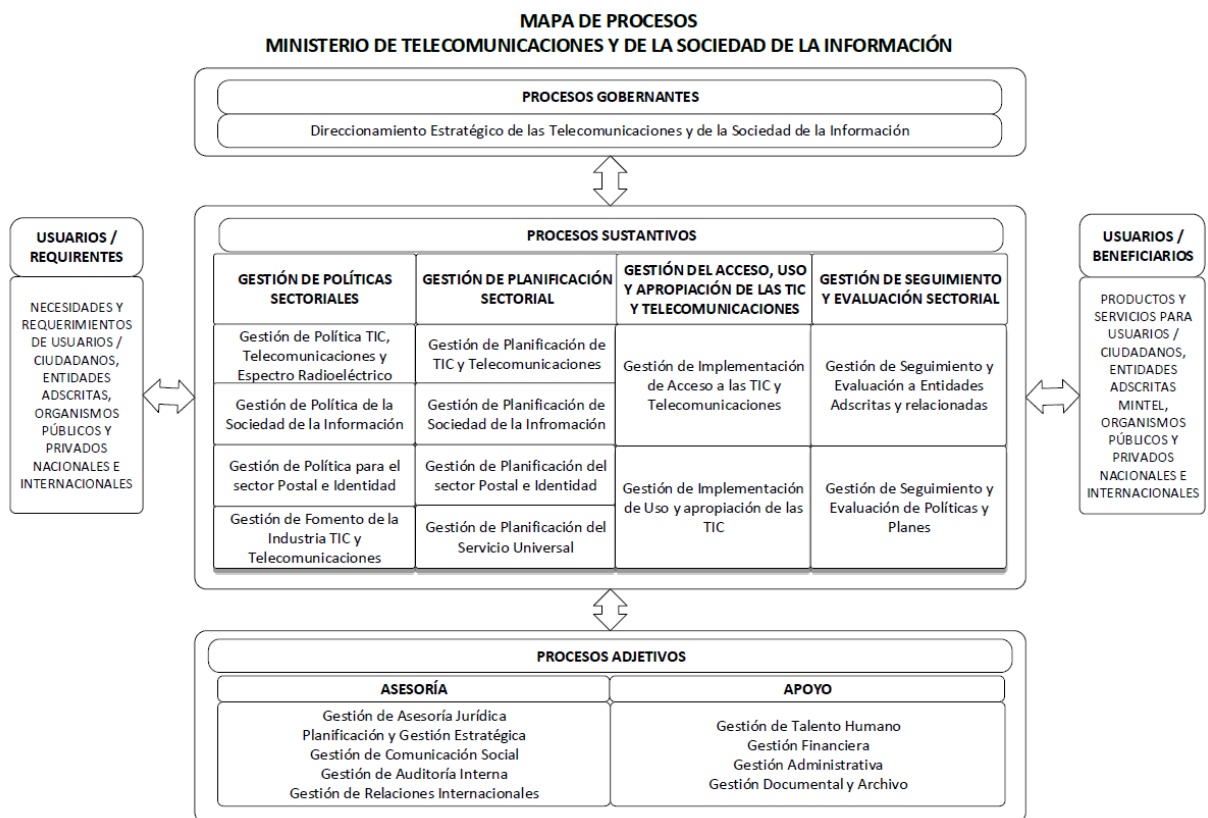 MAPA DE PROCESOS
MINISTERIO DE TELECOMUNICACIONES Y DE LA SOCIEDAD DE LA INFORMACIÓN
PROCESOS GOBERNANTES
Direccionamiento Estratégico de las Telecomunicaciones y de la Sociedad de la Información
USUARIOS /
REQUIRENTES
NECESIDADES Y
REQUERIMIENTOS
DE USUARIOS /
CIUDADANOS,
ENTIDADES
ADSCRITAS,
ORGANISMOS
PÚBLICOS Y
PRIVADOS
NACIONALES E
INTERNACIONALES
PROCESOS SUSTANTIVOS
GESTIÓN DE POLÍTICAS
SECTORIALES
Gestión de Política TIC,
Telecomunicaciones y
Espectro Radioeléctrico
Gestión de Política de la
Sociedad de la Información
Gestión de Política para el
sector Postal e Identidad
Gestión de Fomento de la
Industria TIC y
Telecomunicaciones
GESTIÓN DE PLANIFICACIÓN
SECTORIAL
Gestión de Planificación de
TIC y Telecomunicaciones
Gestión de Planificación de
Sociedad de la Infromación
Gestión de Planificación del
sector Postal e Identidad
Gestión de Planificación del
Servicio Universal
GESTIÓN DEL ACCESO, USO
Y APROPIACIÓN DE LAS TIC
Y TELECOMUNICACIONES
Gestión de Implementación
de Acceso a las TIC y
Telecomunicaciones
Gestión de Implementación
de Uso y apropiación de las
TIC
GESTIÓN DE SEGUIMIENTO
Y EVALUACIÓN SECTORIAL
Gestión de Seguimiento y
Evaluación a Entidades
Adscritas y relacionadas
Gestión de Seguimiento y
Evaluación de Políticas y
Planes
USUARIOS /
BENEFICIARIOS
PRODUCTOS Y
SERVICIOS PARA
USUARIOS /
CIUDADANOS,
ENTIDADES
ADSCRITAS
MINTEL,
ORGANISMOS
PÚBLICOS Y
PRIVADOS
NACIONALES E
INTERNACIONALES
PROCESOS ADJETIVOS
ASESORÍA
Gestión de Asesoría Jurídica
Planificación y Gestión Estratégica
Gestión de Comunicación Social
Gestión de Auditoría Interna
Gestión de Relaciones Internacionales
APOYO
Gestión de Talento Humano
Gestión Financiera
Gestión Administrativa
Gestión Documental y Archivo